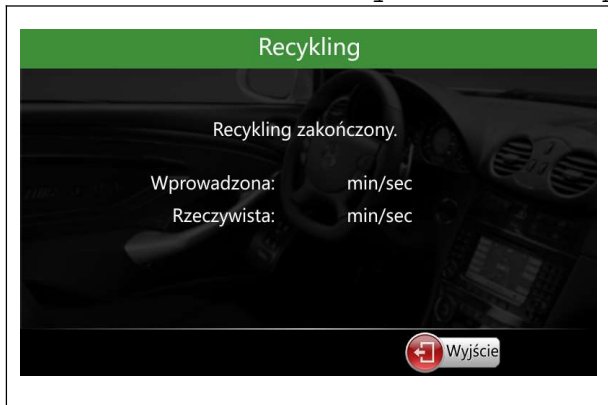 Recykling
Recykling zakończony.
Wprowadzona: min/sec
Rzeczywista: min/sec
Wyjście